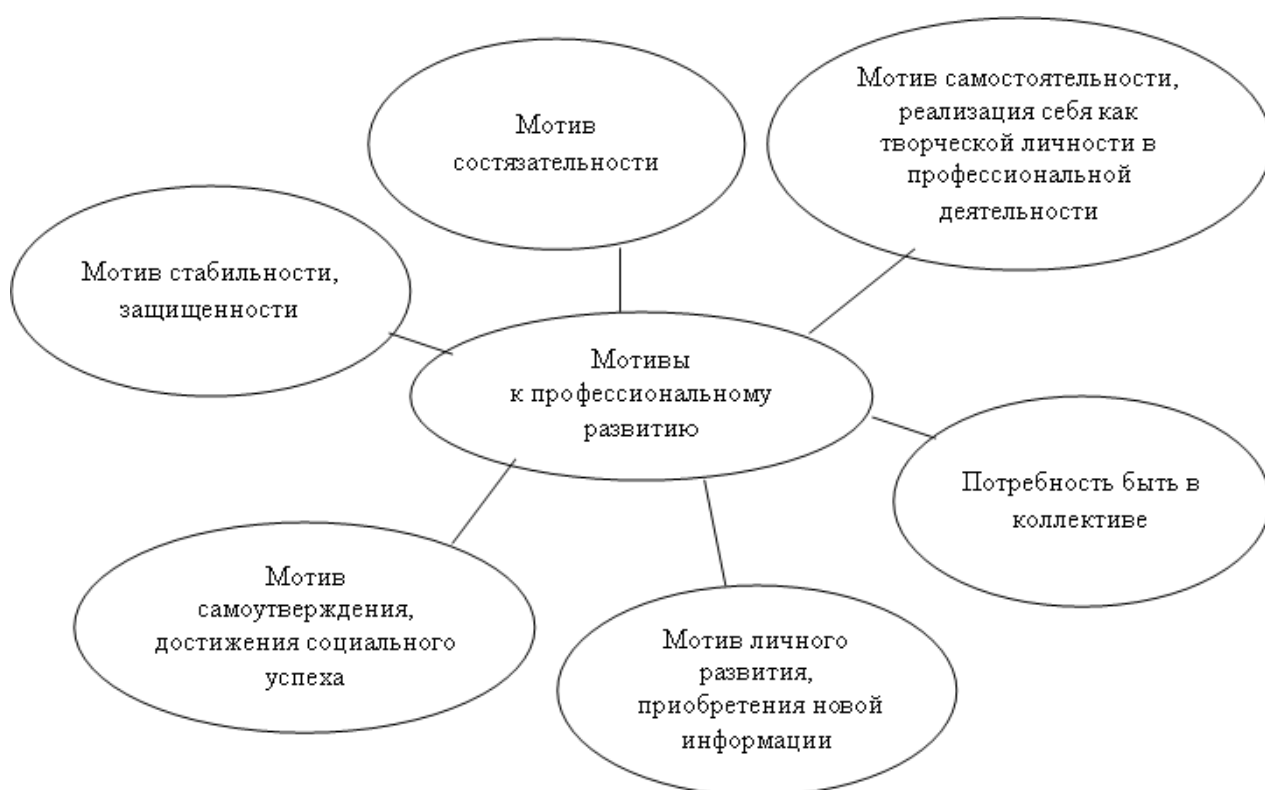 Мотив
состязательности
Мотив самостоятельности,
реализация себя как
творческой личности в
профессиональной
деятельности
Мотив стабильности,
защищенности
Мотивы
к профессиональному
развитию
Потребность быть в
коллективе
Мотив
самоутверждения,
достижения социального
успеха
Мотив личного
развития,
приобретения новой
информации